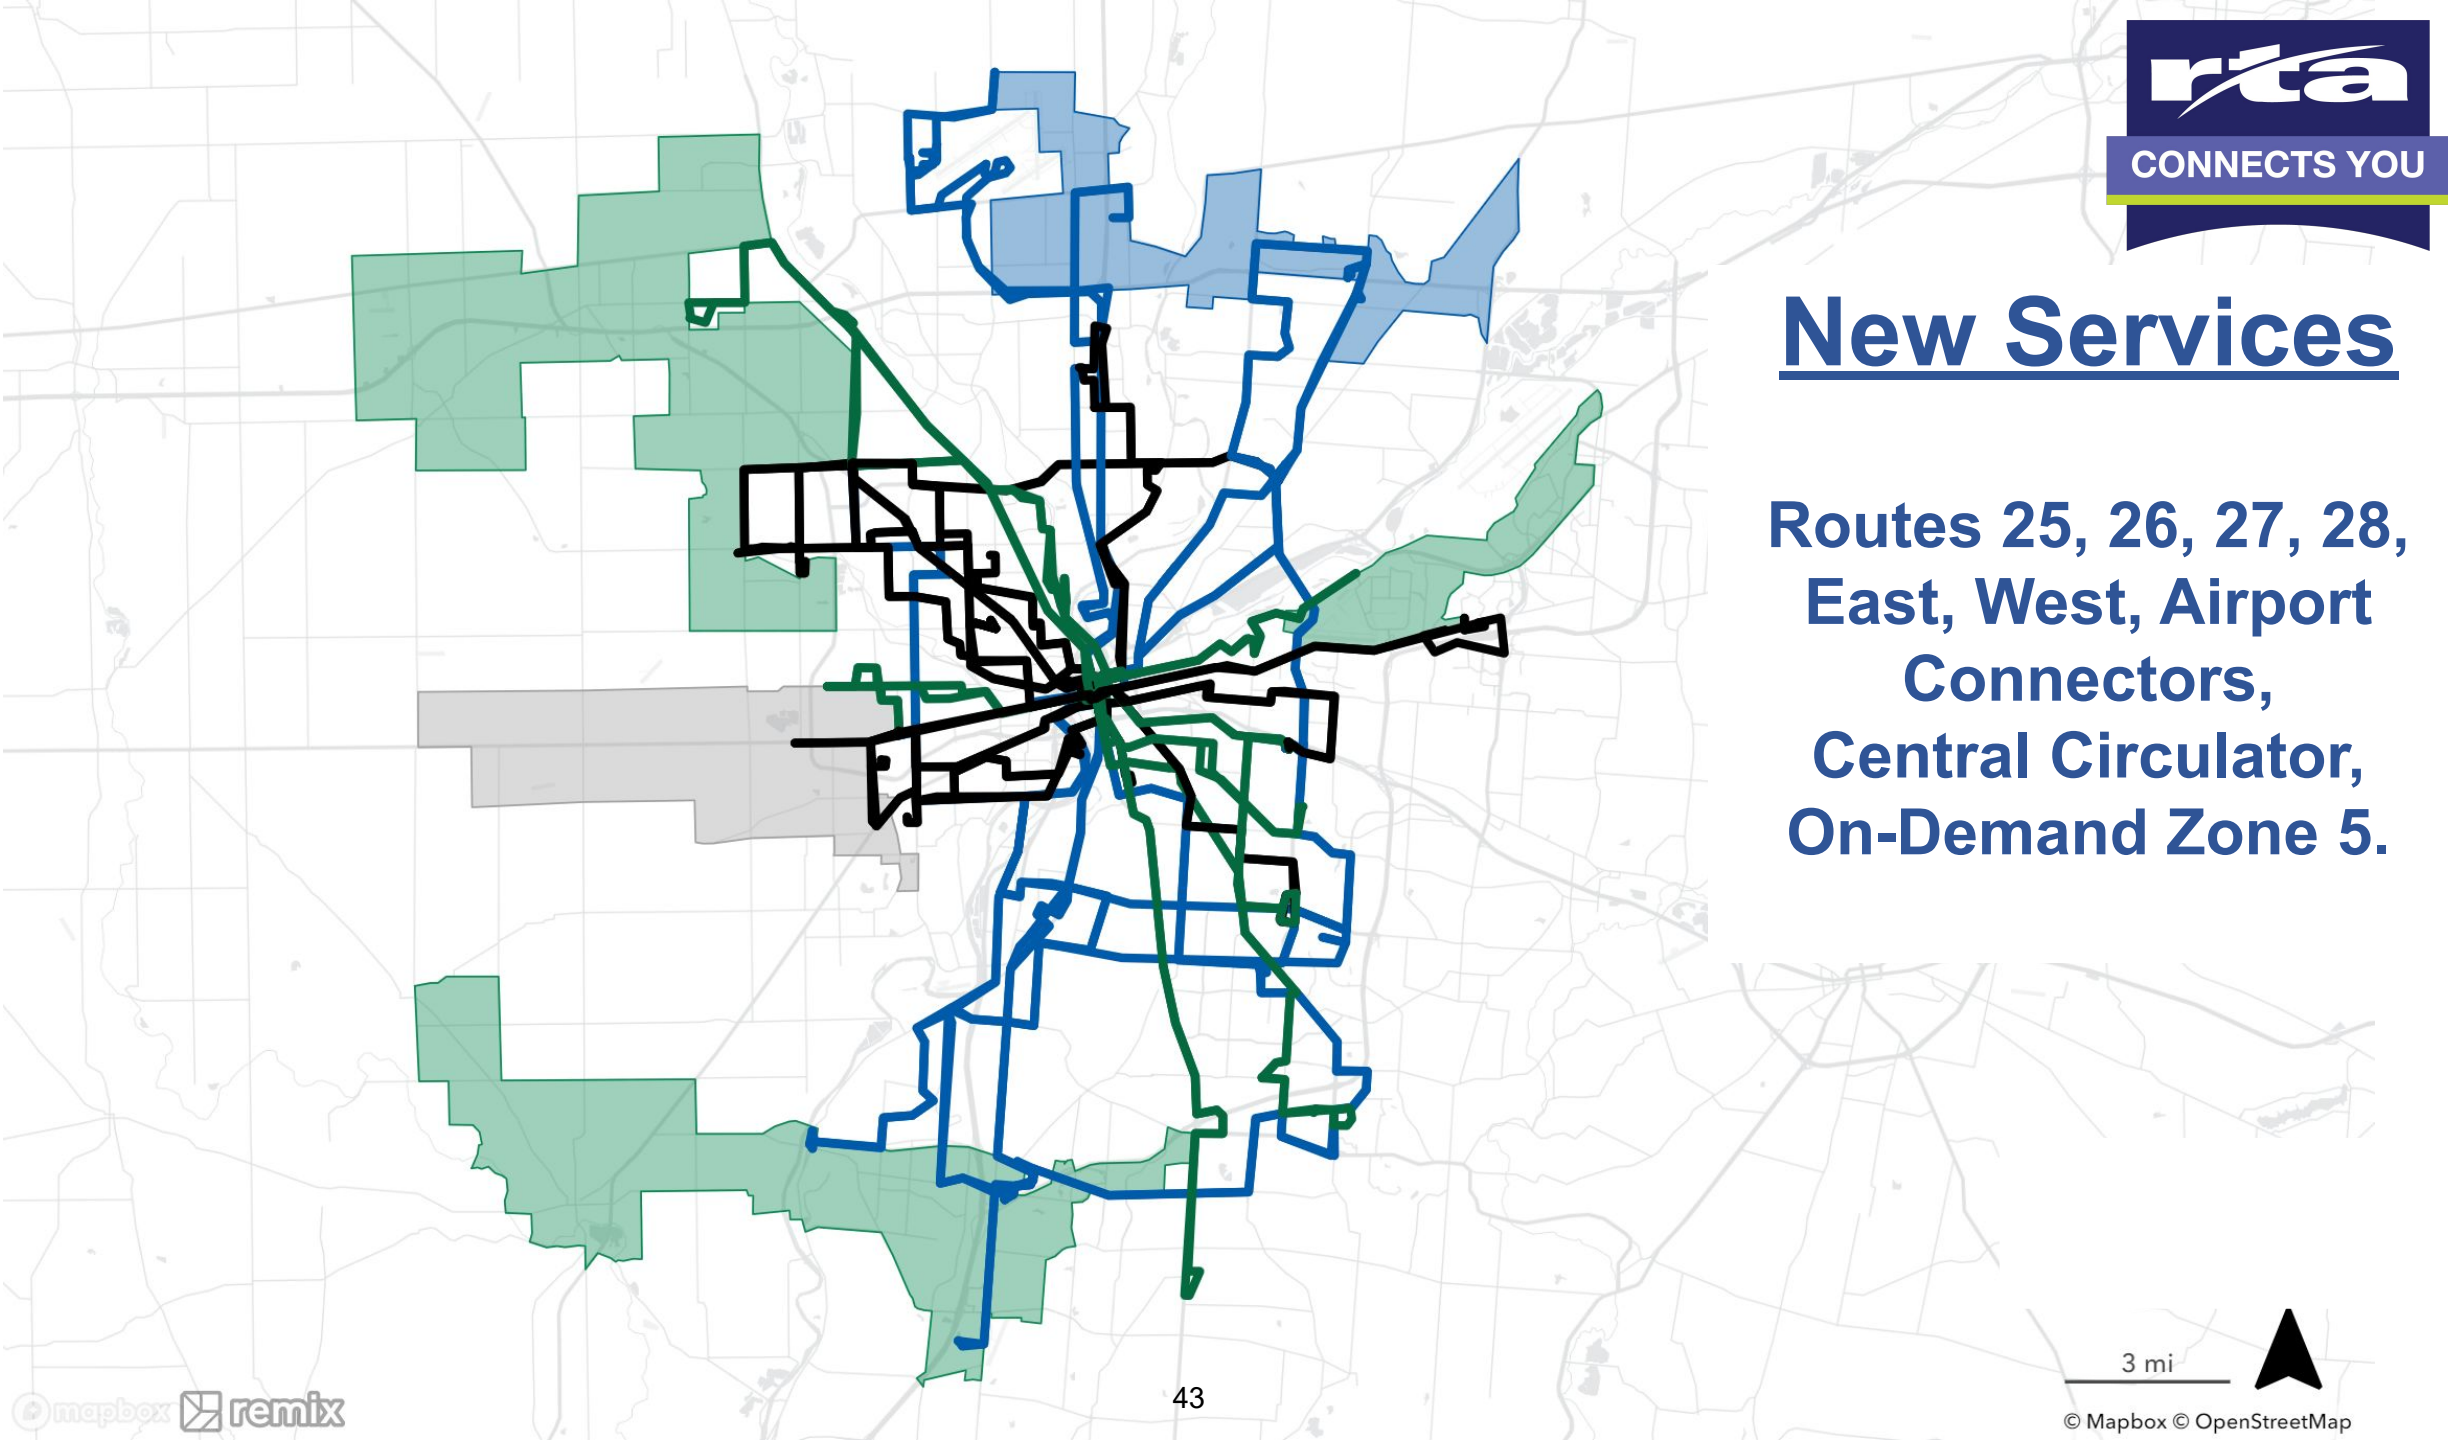 rta
CONNECTS YOU
New Services
Routes 25, 26, 27, 28,
East, West, Airport
Connectors,
Central Circulator,
On-Demand Zone 5.
3 mi
43
mapbox remix
© Mapbox © OpenStreetMap